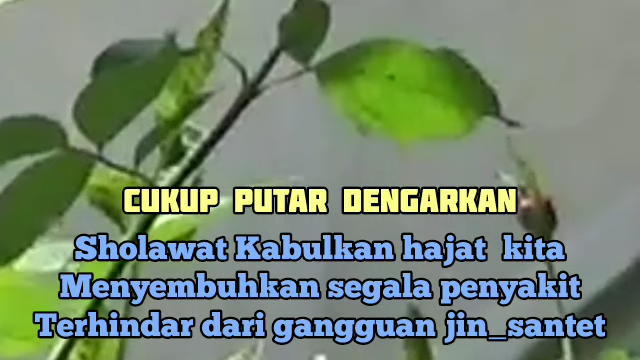 CUKUP PUTAR DENGARKAN
Sholawat Kabulkan hajat kita
Menyembuhkan segala penyakit
Terhindar dari gangguan jin_santet